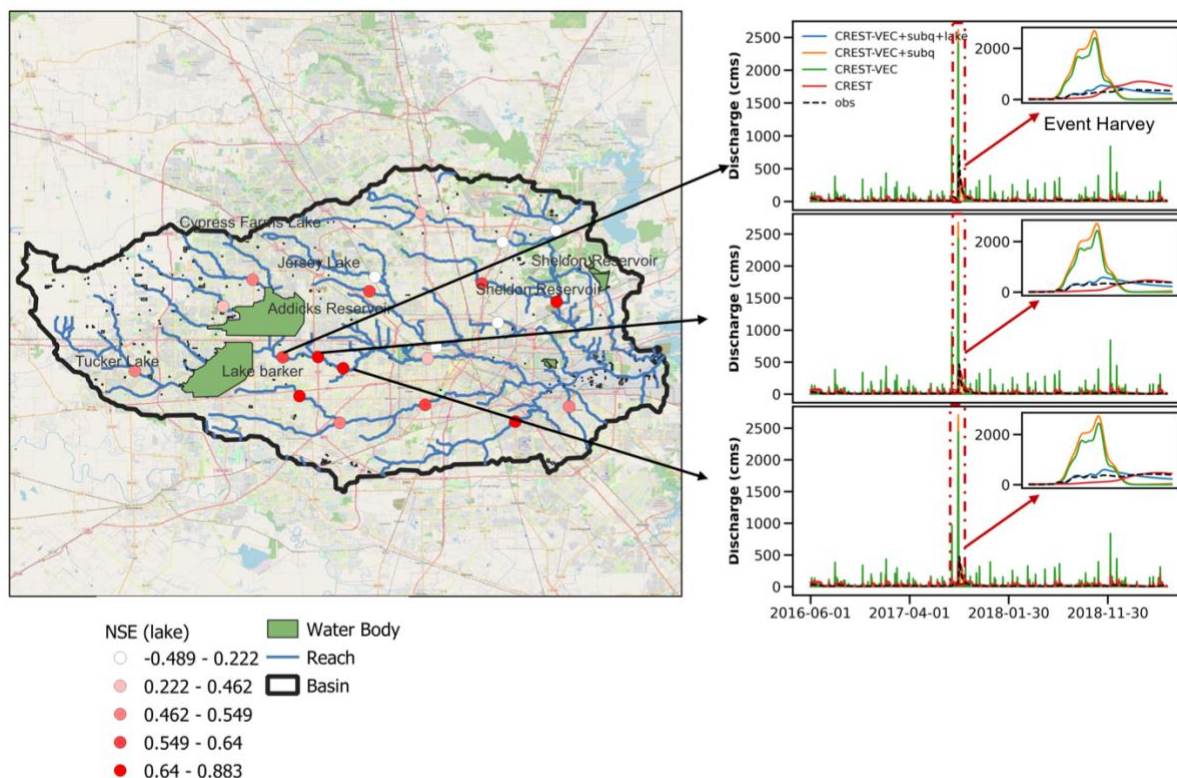 Cypress Farms Lake
Jersey Lake
Sheldon Reservoir
Sheldon Reservoir
Addicks Reservoir
Tucker Lake
Lake barker
NSE (lake)
-0.489 - 0.222
0.222 - 0.462
0.462 - 0.549
0.549 - 0.64
0.64 - 0.883
Water Body
Reach
Basin
Discharge (cms)
2500
2000
1500
1000
500
0
CREST-VEC+subq+lake
CREST-VEC+subq
CREST-VEC
CREST
obs
2000
0
Event Harvey
Discharge (cms)
2500
2000
1500
1000
500
0
2000
0
Discharge (cms)
2500
2000
1500
1000
500
0
2000
0
2016-06-01
2017-04-01
2018-01-30
2018-11-30